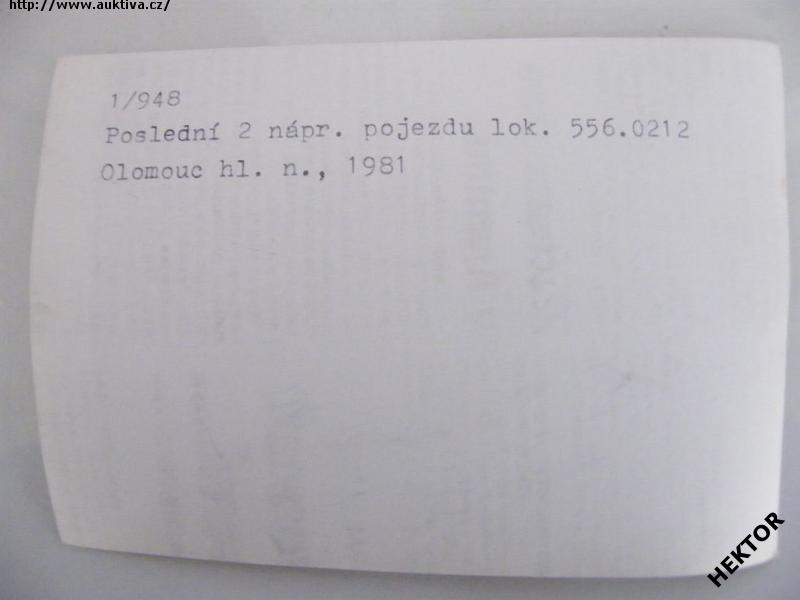 http://www.auktiva.cz/
1/948
Poslední 2 nápr. pojezdu lok. 556.0212
Olomouc hl. n., 1981
HEKTOR